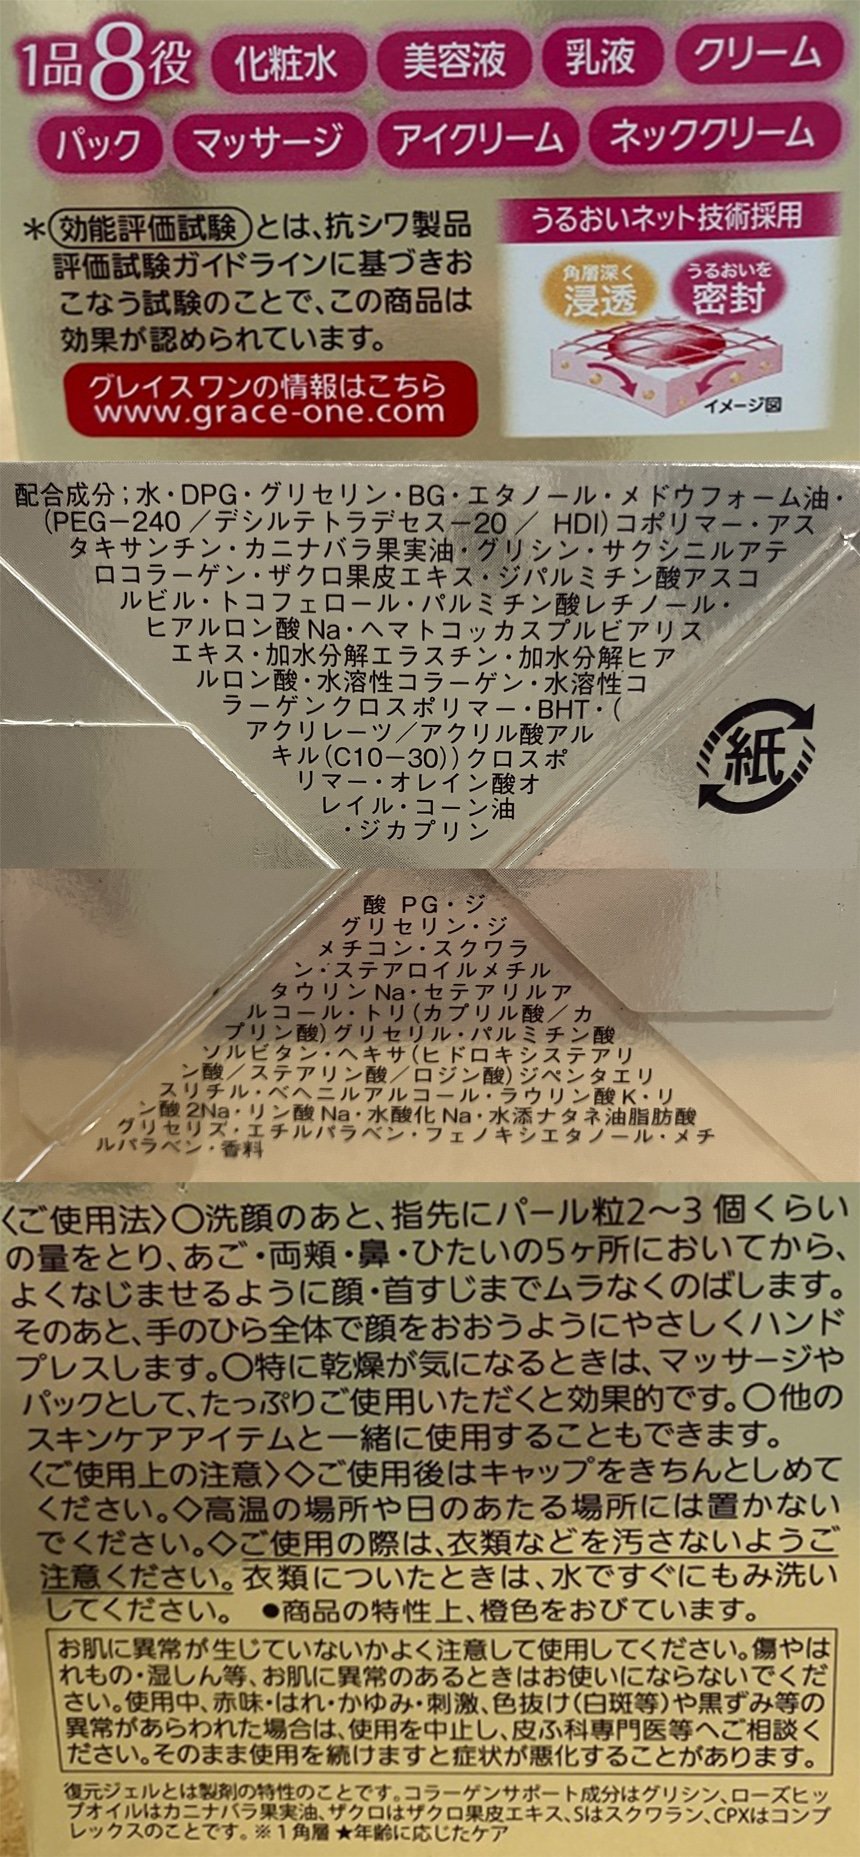 1品8役 化粧水 美容液 乳液 クリーム
パック マッサージ アイクリーム ネッククリーム
＊効能評価試験とは、抗シワ製品
評価試験ガイドラインに基づきお
こなう試験のことで、この商品は
効果が認められています。
グレイスワンの情報はこちら
www.grace-one.com
うるおいネット技術採用
角層深く
浸透
うるおいを
密封
イメージ図
配合成分；水・DPG・グリセリン・BG・エタノール・メドウフォーム油・
(PEG－240／デシルテトラデセス－20／ HDI)コポリマー・アス
タキサンチン・カニナバラ果実油・グリシン・サクシニルアテ
ロコラーゲン・ザクロ果皮エキス・ジパルミチン酸アスコ
ルビル・トコフェロール・パルミチン酸レチノール・
ヒアルロン酸Na・ヘマトコッカスプルビアリス
エキス・加水分解エラスチン・加水分解ヒア
ルロン酸・水溶性コラーゲン・水溶性コ
ラーゲンクロスポリマー・BHT・(
アクリレーツ／アクリル酸アル
キル(C10－30))クロスポ
リマー・オレイン酸オ
レイル・コーン油
・ジカプリン
紙
酸 PG・ジ
グリセリン・ジ
メチコン・スクワラ
ン・ステアロイルメチル
タウリンNa・セテアリルア
ルコール・トリ(カプリル酸／カ
プリン酸)グリセリル・パルミチン酸
ソルビタン・ヘキサ(ヒドロキシステアリ
ン酸／ステアリン酸／ロジン酸)ジペンタエリ
スリチル・ベヘニルアルコール・ラウリン酸K・リ
ン酸2Na・リン酸Na・水酸化Na・水添ナタネ油脂肪酸
グリセリズ・エチルパラベン・フェノキシエタノール・メチ
ルパラベン・香料
〈ご使用法〉〇洗顔のあと、指先にパール粒2〜3個くらい
の量をとり、あご・両頬・鼻・ひたいの5ヶ所においてから、
よくなじませるように顔・首すじまでムラなくのばします。
そのあと、手のひら全体で顔をおおうようにやさしくハンド
プレスします。〇特に乾燥が気になるときは、マッサージや
パックとして、たっぷりご使用いただくと効果的です。〇他の
スキンケアアイテムと一緒に使用することもできます。
〈ご使用上の注意〉◇ご使用後はキャップをきちんとしめて
ください。◇高温の場所や日のあたる場所には置かない
でください。◇ご使用の際は、衣類などを汚さないようご
注意ください。衣類についたときは、水ですぐにもみ洗い
してください。 ●商品の特性上、橙色をおびています。
お肌に異常が生じていないかよく注意して使用してください。傷やは
れもの・湿しん等、お肌に異常のあるときはお使いにならないでくだ
さい。使用中、赤味・はれ・かゆみ・刺激、色抜け(白斑等)や黒ずみ等の
異常があらわれた場合は、使用を中止し、皮ふ科専門医等へご相談く
ださい。そのまま使用を続けますと症状が悪化することがあります。
復元ジェルとは製剤の特性のことです。コラーゲンサポート成分はグリシン、ローズヒッ
プオイルはカニナバラ果実油、ザクロはザクロ果皮エキス、Sはスクワラン、CPXはコンプ
レックスのことです。※1角層 ★年齢に応じたケア